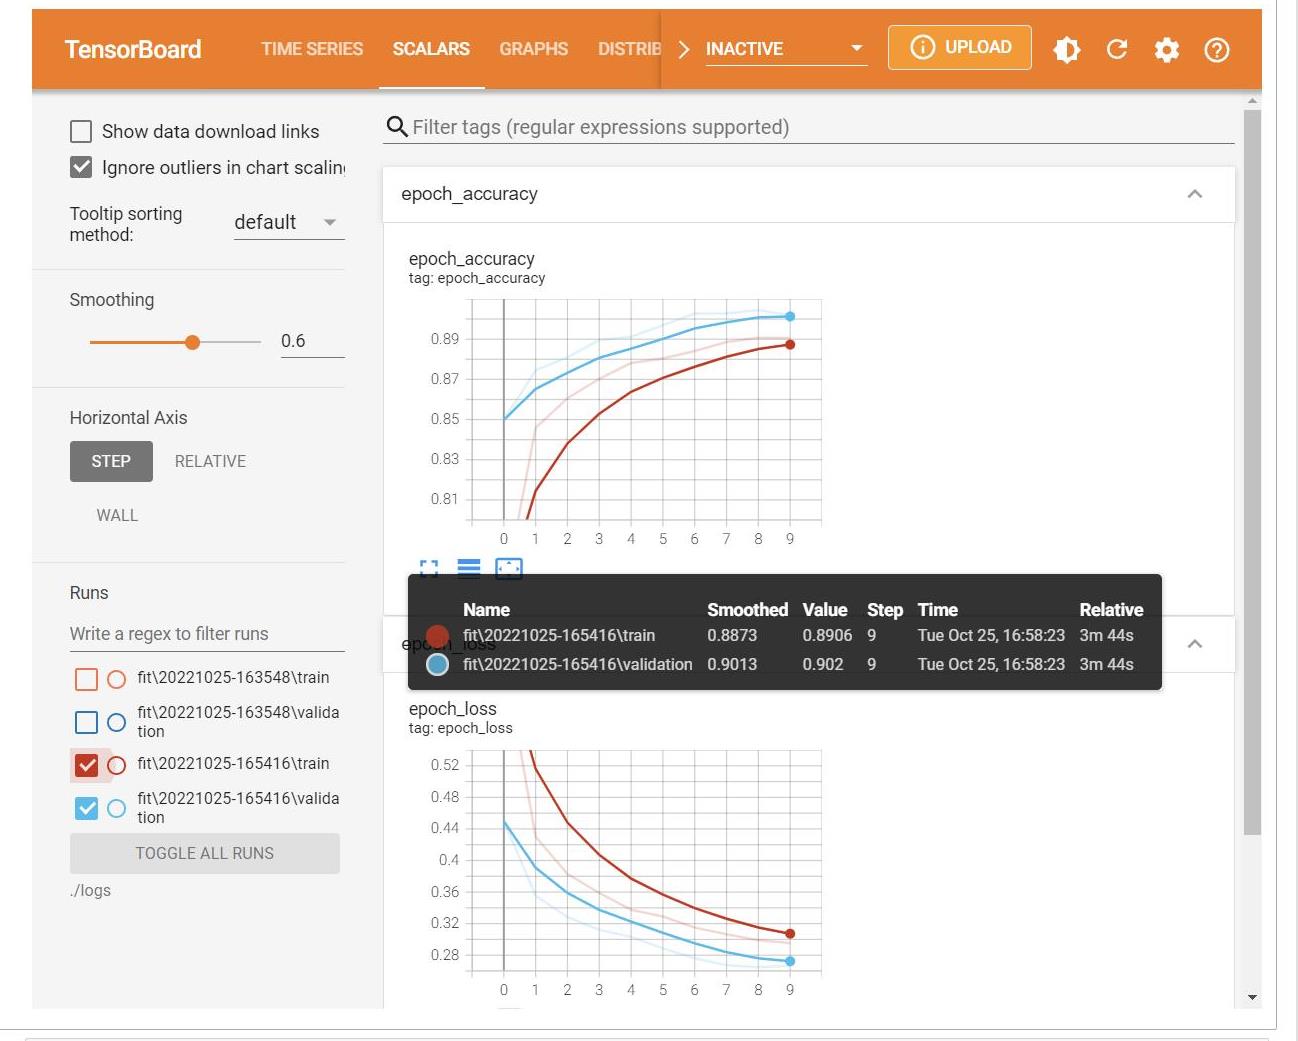 TensorBoard TIME SERIES SCALARS GRAPHS DISTRIB INACTIVE UPLOAD
Show data download links
Ignore outliers in chart scaling
Tooltip sorting
method:
default
Smoothing
0.6
Horizontal Axis
STEP RELATIVE
WALL
Runs
Write a regex to filter runs
fit\20221025-163548\train
fit\20221025-163548\valida
tion
fit\20221025-165416\train
fit\20221025-165416\valida
tion
TOGGLE ALL RUNS
./logs
Filter tags (regular expressions supported)
epoch_accuracy
epoch_accuracy
tag: epoch_accuracy
0.89
0.87
0.85
0.83
0.81
0 1 2 3 4 5 6 7 8 9
Name Smoothed Value Step Time Relative
fit\20221025-165416\train 0.8873 0.8906 9 Tue Oct 25, 16:58:23 3m 44s
fit\20221025-165416\validation 0.9013 0.902 9 Tue Oct 25, 16:58:23 3m 44s
epoch_loss
epoch_loss
tag: epoch_loss
0.52
0.48
0.44
0.4
0.36
0.32
0.28
0 1 2 3 4 5 6 7 8 9